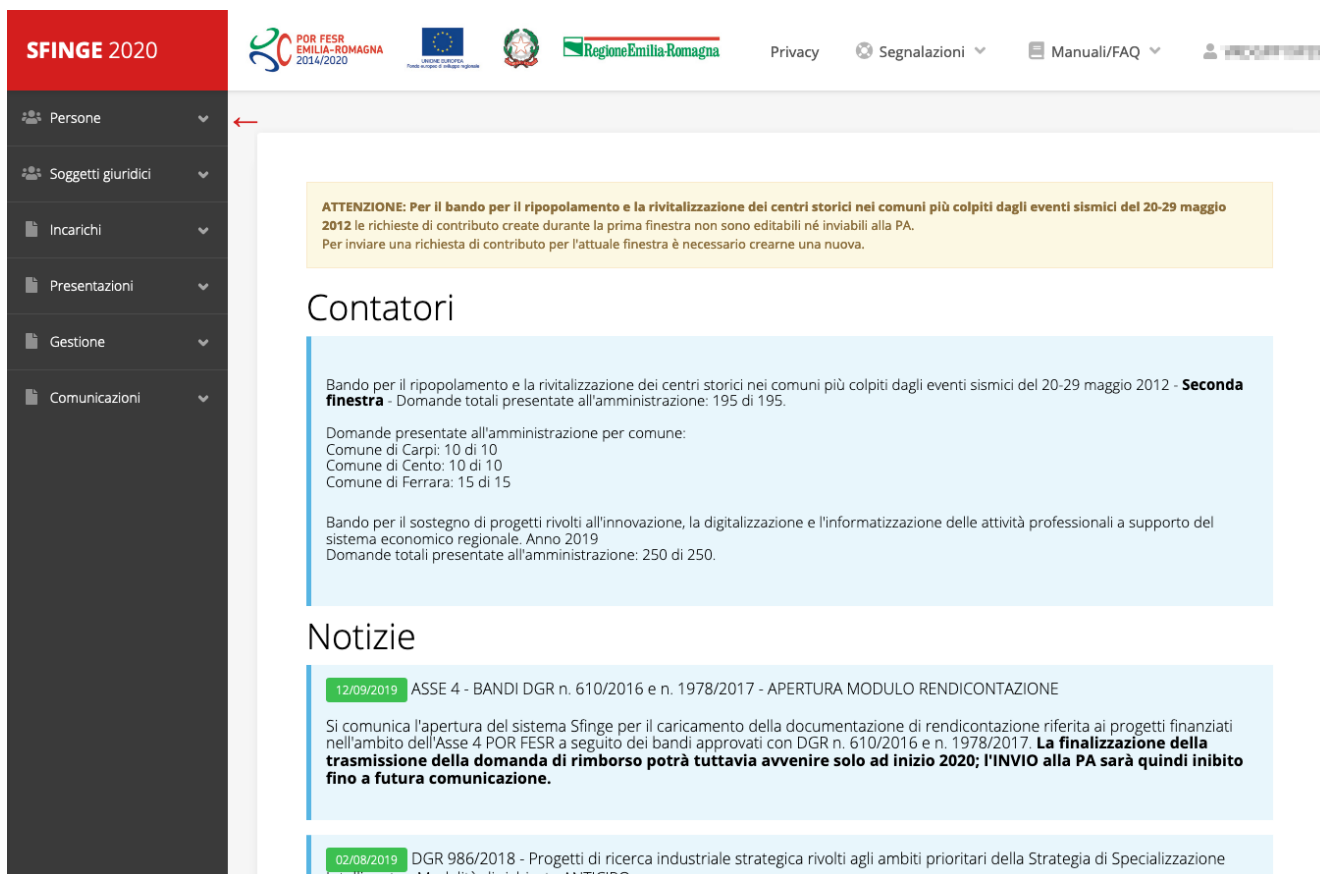 SFINGE 2020
POR FESR
EMILIA-ROMAGNA
2014/2020
UNIONE EUROPEA
Fondo europeo di sviluppo regionale
RegioneEmilia-Romagna
Privacy
Segnalazioni
Manuali/FAQ
Persone
Soggetti giuridici
Incarichi
Presentazioni
Gestione
Comunicazioni
ATTENZIONE: Per il bando per il ripopolamento e la rivitalizzazione dei centri storici nei comuni più colpiti dagli eventi sismici del 20-29 maggio
2012 le richieste di contributo create durante la prima finestra non sono editabili né inviabili alla PA.
Per inviare una richiesta di contributo per l'attuale finestra è necessario crearne una nuova.
Contatori
Bando per il ripopolamento e la rivitalizzazione dei centri storici nei comuni più colpiti dagli eventi sismici del 20-29 maggio 2012 - Seconda
finestra - Domande totali presentate all'amministrazione: 195 di 195.
Domande presentate all'amministrazione per comune:
Comune di Carpi: 10 di 10
Comune di Cento: 10 di 10
Comune di Ferrara: 15 di 15
Bando per il sostegno di progetti rivolti all'innovazione, la digitalizzazione e l'informatizzazione delle attività professionali a supporto del
sistema economico regionale. Anno 2019
Domande totali presentate all'amministrazione: 250 di 250.
Notizie
12/09/2019 ASSE 4 - BANDI DGR n. 610/2016 e n. 1978/2017 - APERTURA MODULO RENDICONTAZIONE
Si comunica l'apertura del sistema Sfinge per il caricamento della documentazione di rendicontazione riferita ai progetti finanziati
nell'ambito dell'Asse 4 POR FESR a seguito dei bandi approvati con DGR n. 610/2016 e n. 1978/2017. La finalizzazione della
trasmissione della domanda di rimborso potrà tuttavia avvenire solo ad inizio 2020; l'INVIO alla PA sarà quindi inibito
fino a futura comunicazione.
02/08/2019 DGR 986/2018 - Progetti di ricerca industriale strategica rivolti agli ambiti prioritari della Strategia di Specializzazione